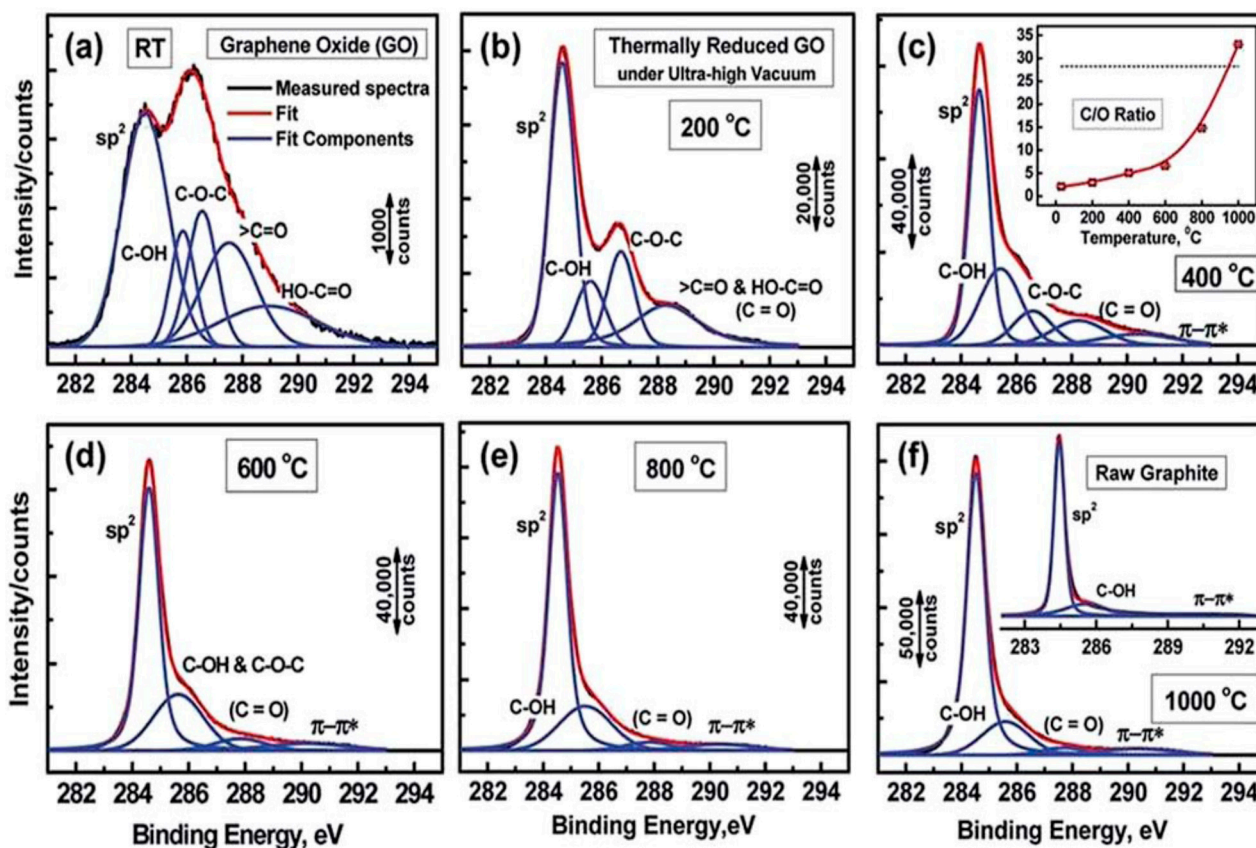 (a) RT Graphene Oxide (GO)
Measured spectra
Fit
Fit Components
sp2
C-OH
C-O-C
>C=O
HO-C=O
1000
counts
Intensity/counts
282 284 286 288 290 292 294
(b) Thermally Reduced GO
under Ultra-high Vacuum
200 °C
sp2
C-OH
C-O-C
>C=O & HO-C=O
(C = O)
20,000
counts
282 284 286 288 290 292 294
(c)
C/O Ratio
35
30
25
20
15
10
5
0
0 200 400 600 800 1000
Temperature, °C
sp2
40,000
counts
C-OH
C-O-C
(C = O)
π–π*
400 °C
282 284 286 288 290 292 294
(d) 600 °C
sp2
C-OH & C-O-C
(C = O)
π–π*
40,000
counts
Intensity/counts
282 284 286 288 290 292 294
Binding Energy, eV
(e) 800 °C
sp2
C-OH
(C = O)
π–π*
40,000
counts
282 284 286 288 290 292 294
Binding Energy,eV
(f) Raw Graphite
sp2
C-OH
π–π*
283 286 289 292
sp2
50,000
counts
C-OH
(C = O)
π–π*
1000 °C
282 284 286 288 290 292 294
Binding Energy, eV